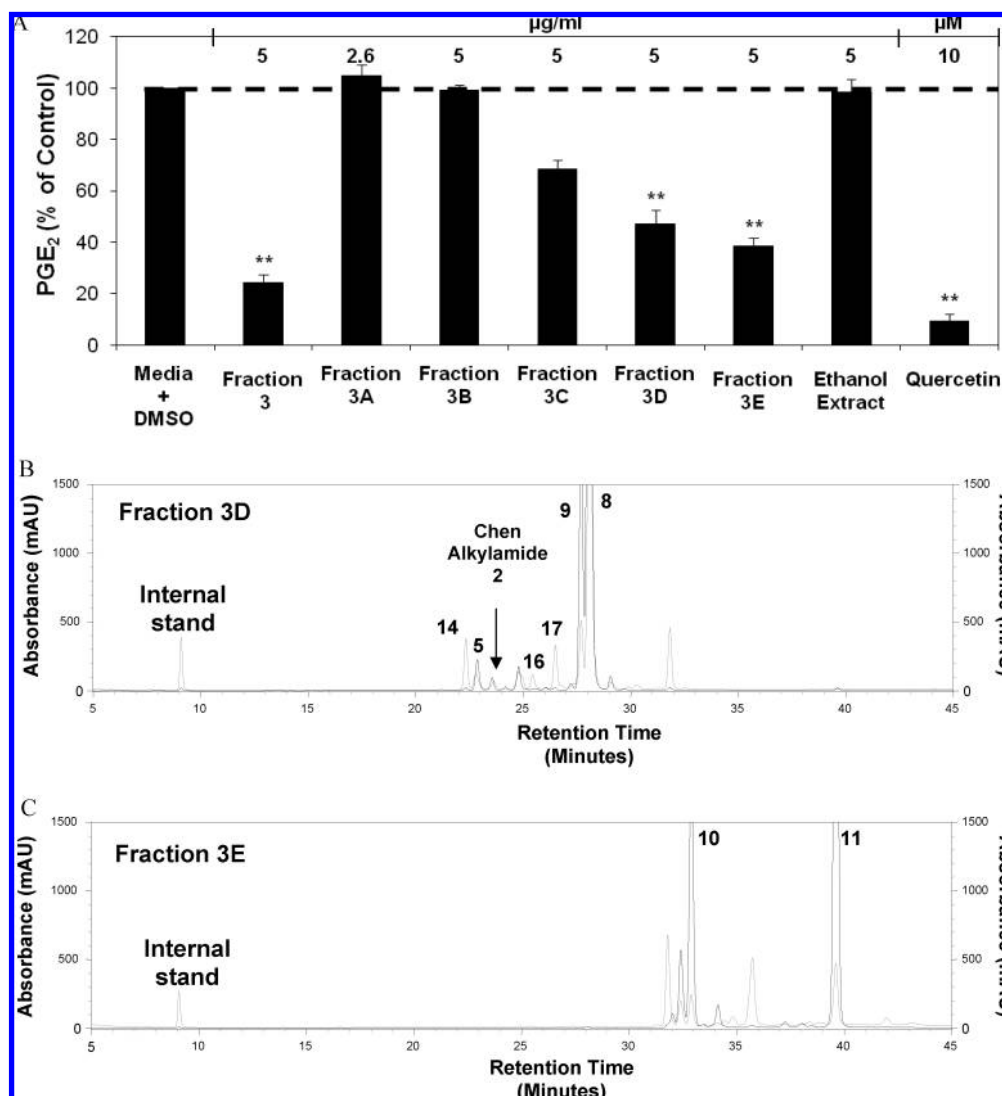 A
µg/ml
µM
5 2.6 5 5 5 5 5 10
PGE2 (% of Control)
120
100
80
60
40
20
0
** ** ** **
Media + DMSO
Fraction 3
Fraction 3A
Fraction 3B
Fraction 3C
Fraction 3D
Fraction 3E
Ethanol Extract
Quercetin
B
Fraction 3D
Absorbance (mAU)
1500
1000
500
0
Internal stand
14
5
Chen Alkylamide 2
16
17
9
8
1500
1000
500
0
5 10 15 20 25 30 35 40 45
Retention Time
(Minutes)
C
Fraction 3E
Absorbance (mAU)
1500
1000
500
0
Internal stand
10
11
1500
1000
500
0
5 10 15 20 25 30 35 40 45
Retention Time
(Minutes)